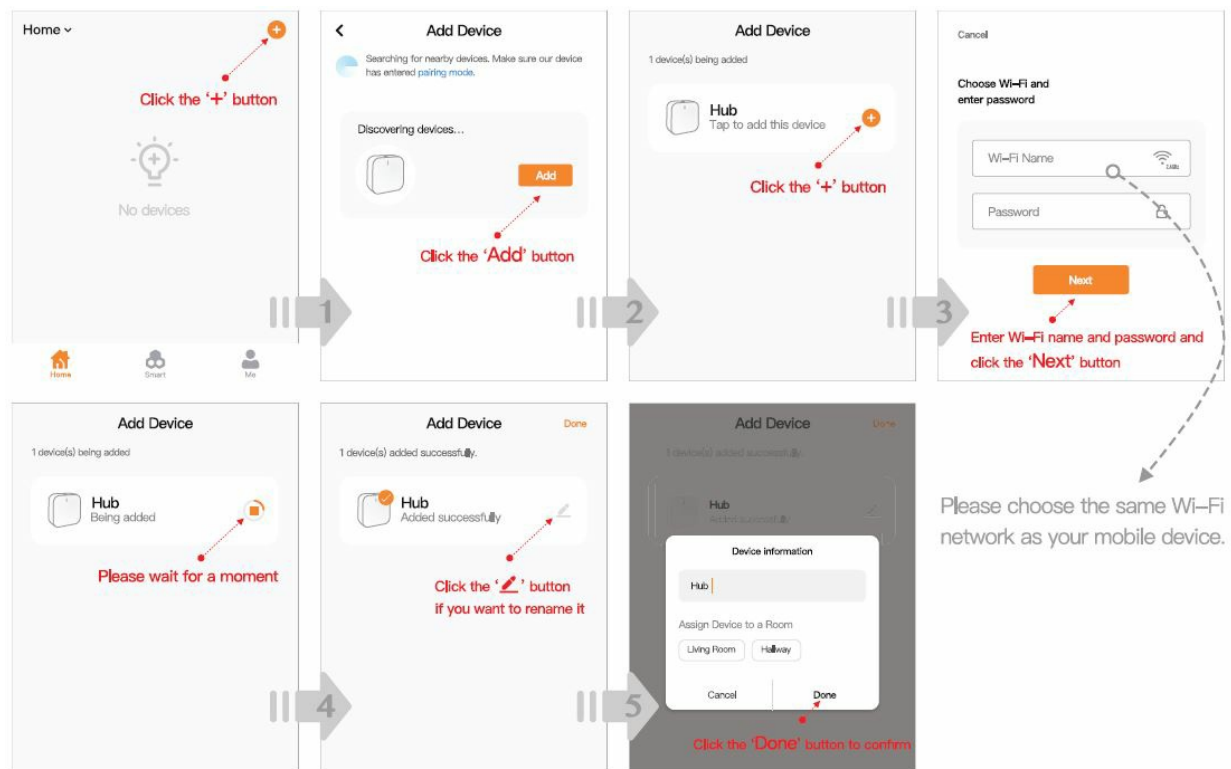 Home
Click the '+' button
No devices
Home
Smart
Me
1
Add Device
Searching for nearby devices. Make sure our device
has entered pairing mode.
Discovering devices...
Add
Click the 'Add' button
2
Add Device
1 device(s) being added
Hub
Tap to add this device
Click the '+' button
3
Cancel
Choose Wi-Fi and
enter password
Wi-Fi Name
Password
Next
Enter Wi-Fi name and password and
click the 'Next' button
Please choose the same Wi-Fi
network as your mobile device.
Add Device
1 device(s) being added
Hub
Being added
Please wait for a moment
4
Add Device
Done
1 device(s) added successfully.
Hub
Added successfully
Click the ' ' button
if you want to rename it
5
Add Device
Done
1 device(s) added successfully.
Hub
Added successfully
Device information
Hub
Assign Device to a Room
Living Room
Hallway
Cancel
Done
Click the 'Done' button to confirm